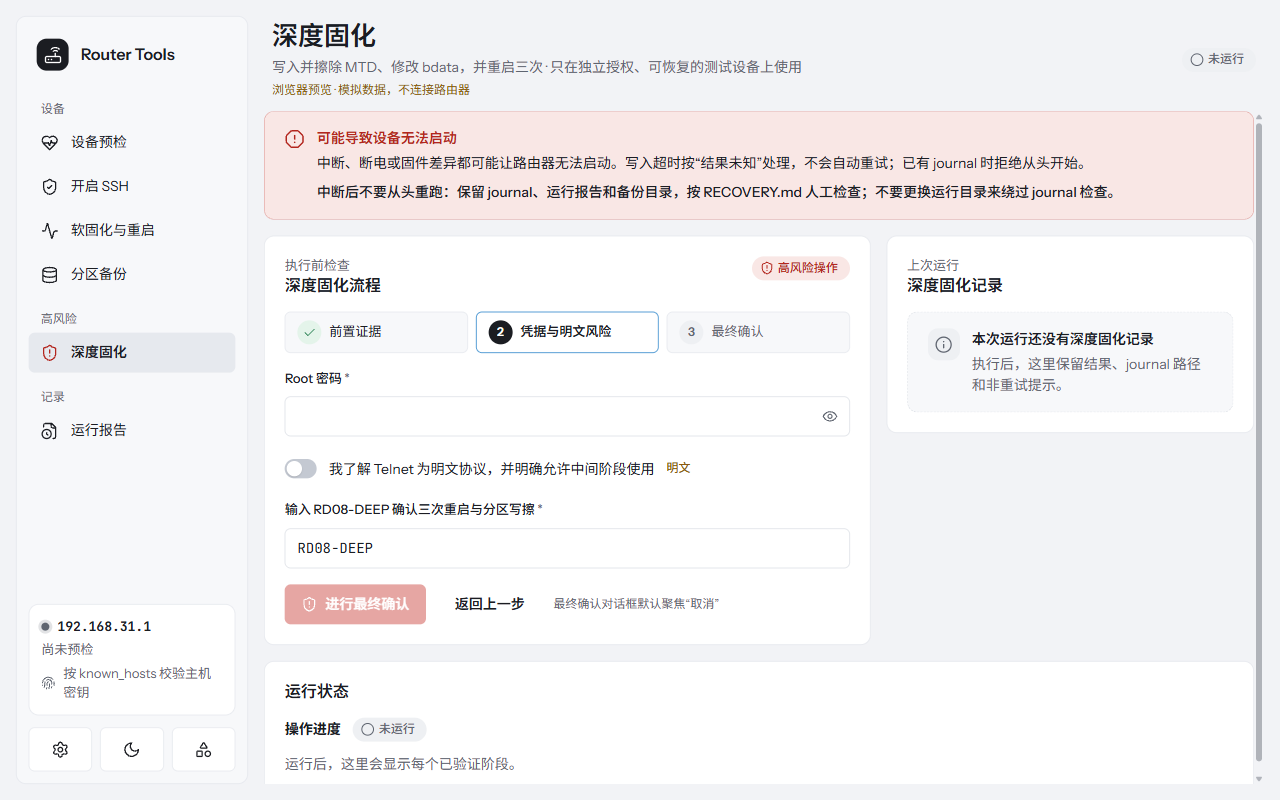 Router Tools
设备
设备预检
开启 SSH
软固化与重启
分区备份
高风险
深度固化
记录
运行报告
192.168.31.1
尚未预检
按 known_hosts 校验主机
密钥
深度固化
写入并擦除 MTD、修改 bdata，并重启三次 · 只在独立授权、可恢复的测试设备上使用
浏览器预览 · 模拟数据，不连接路由器
未运行
可能导致设备无法启动
中断、断电或固件差异都可能让路由器无法启动。写入超时按“结果未知”处理，不会自动重试；已有 journal 时拒绝从头开始。
中断后不要从头重跑：保留 journal、运行报告和备份目录，按 RECOVERY.md 人工检查；不要更换运行目录来绕过 journal 检查。
执行前检查
深度固化流程
高风险操作
前置证据
2 凭据与明文风险
3 最终确认
Root 密码 *
我了解 Telnet 为明文协议，并明确允许中间阶段使用 明文
输入 RD08-DEEP 确认三次重启与分区写擦 *
RD08-DEEP
进行最终确认
返回上一步
最终确认对话框默认聚焦“取消”
上次运行
深度固化记录
本次运行还没有深度固化记录
执行后，这里保留结果、journal 路径
和非重试提示。
运行状态
操作进度
未运行
运行后，这里会显示每个已验证阶段。